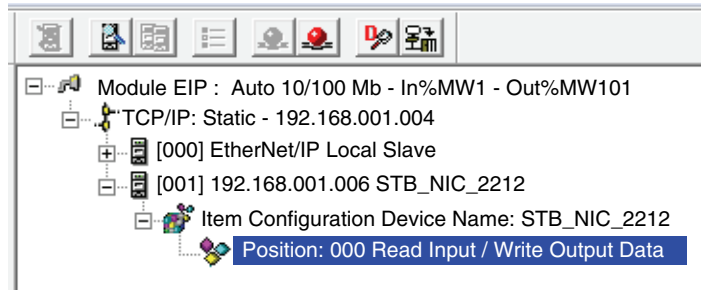 Module EIP : Auto 10/100 Mb - In%MW1 - Out%MW101
TCP/IP: Static - 192.168.001.004
[000] EtherNet/IP Local Slave
[001] 192.168.001.006 STB_NIC_2212
Item Configuration Device Name: STB_NIC_2212
Position: 000 Read Input / Write Output Data